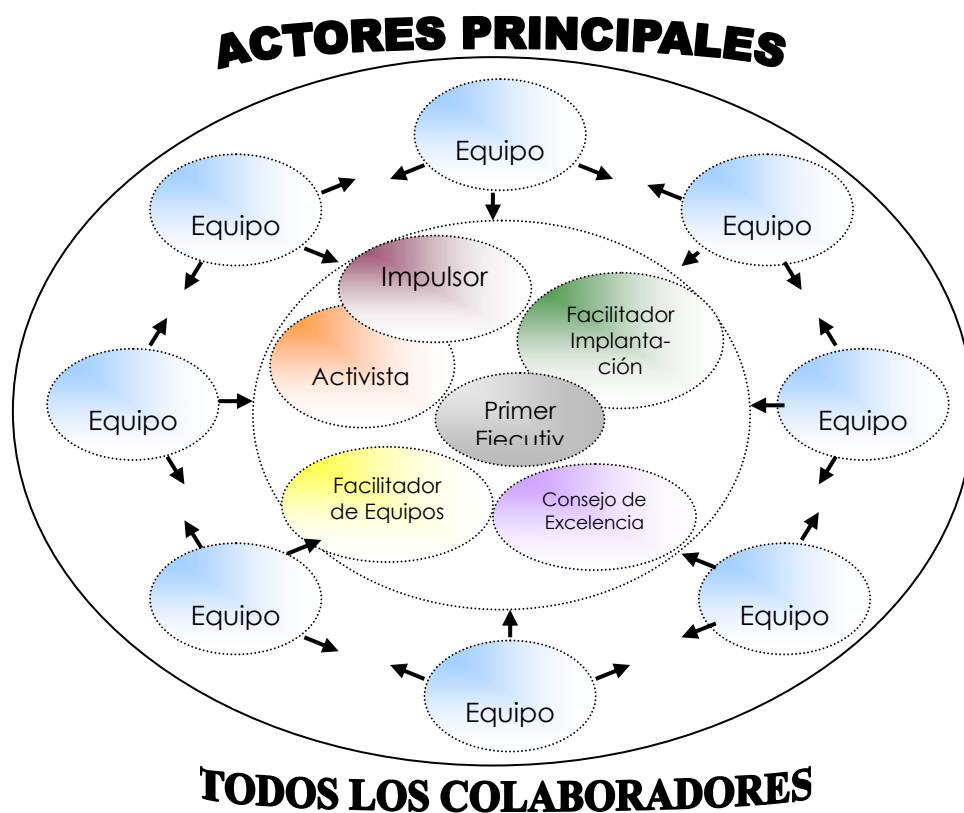 ACTORES PRINCIPALES
Equipo
Equipo
Equipo
Impulsor
Facilitador
Implanta-
ción
Activista
Primer
Ejecutiv
Equipo
Equipo
Facilitador
de Equipos
Consejo de
Excelencia
Equipo
Equipo
Equipo
TODOS LOS COLABORADORES